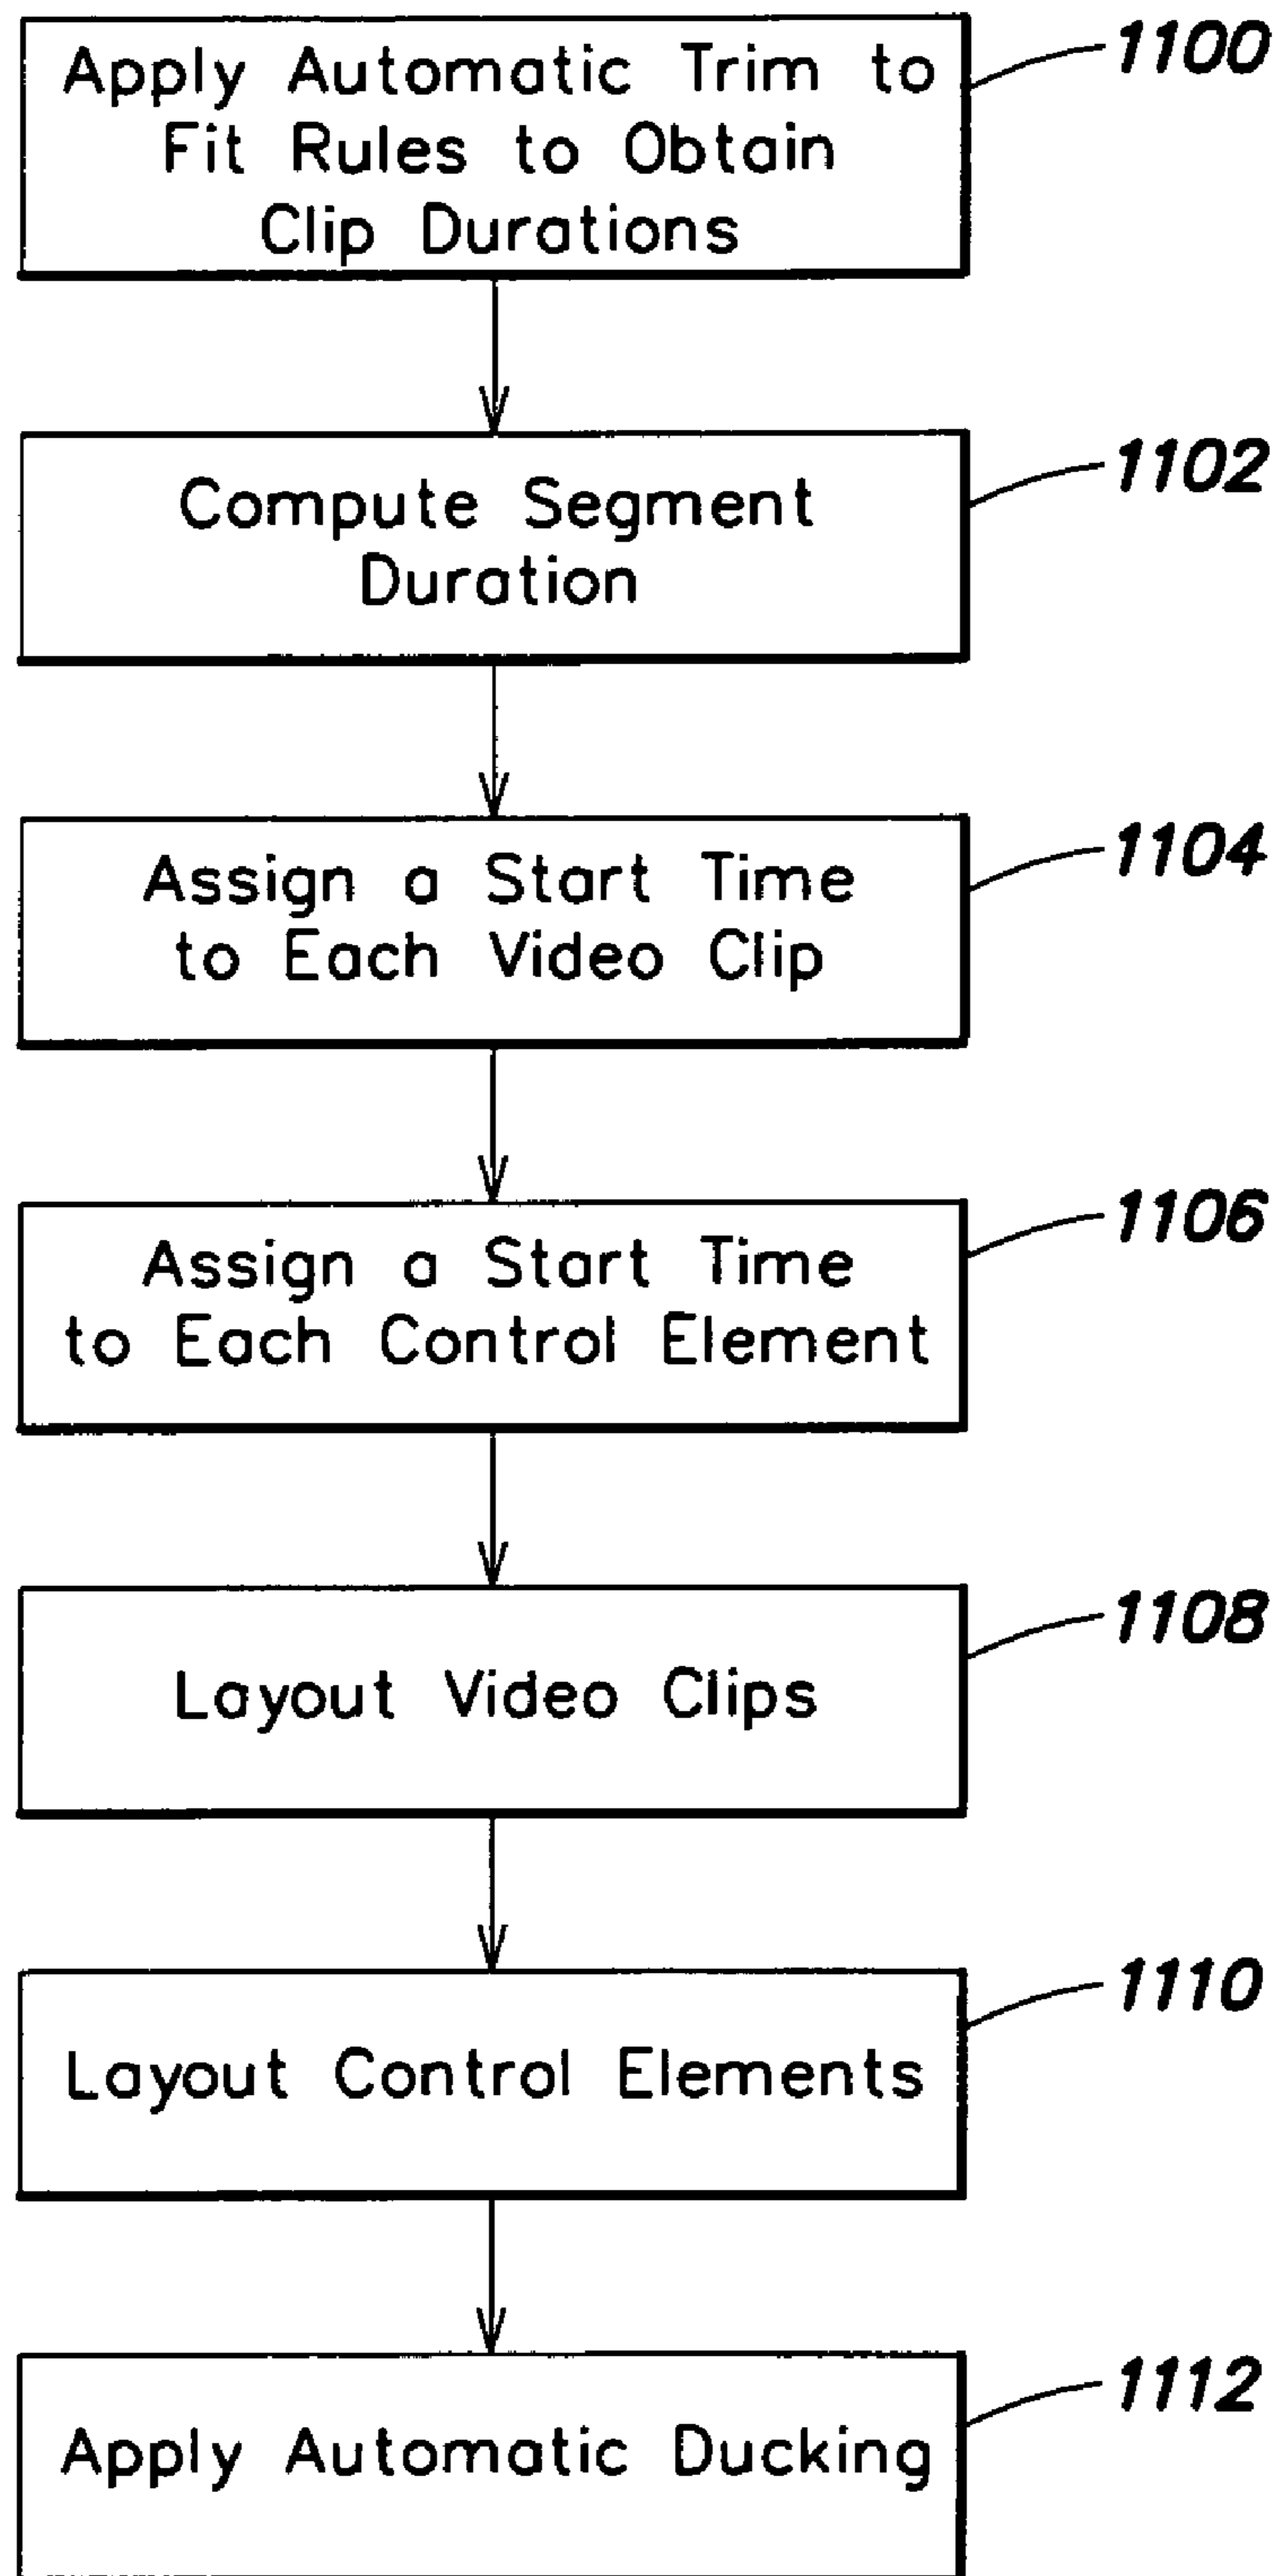 Apply Automatic Trim to
Fit Rules to Obtain
Clip Durations
1100
Compute Segment
Duration
1102
Assign a Start Time
to Each Video Clip
1104
Assign a Start Time
to Each Control Element
1106
Layout Video Clips
1108
Layout Control Elements
1110
Apply Automatic Ducking
1112